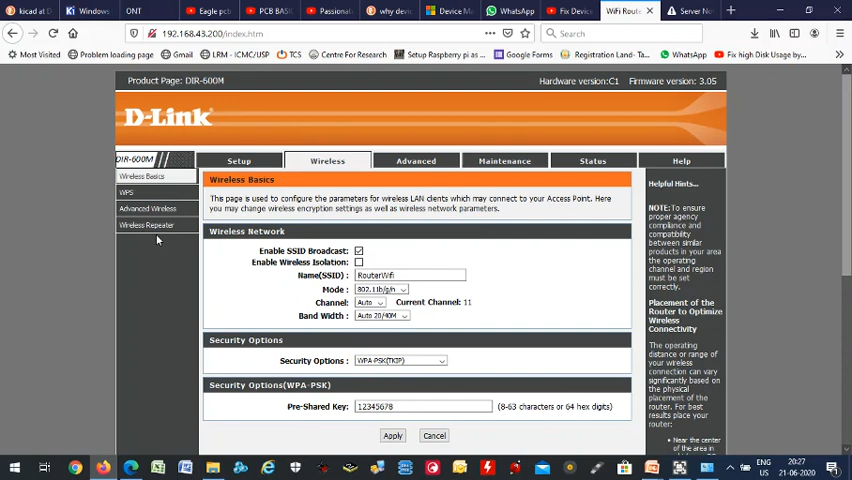 kicad at D
Windows
ONT
Eagle pcb
PCB BASIC
Passionat
why devic
Device Ma
WhatsApp
Fix Device
WiFi Route
Server No
192.168.43.200/index.htm
Search
Most Visited
Problem loading page
Gmail
LRM - ICMC/USP
TCS
Centre For Research
Setup Raspberry pi as ...
Google Forms
Registration Land- Ta...
WhatsApp
Fix high Disk Usage by...
Product Page: DIR-600M
Hardware version:C1
Firmware version: 3.05
D-Link
DIR-600M
Setup
Wireless
Advanced
Maintenance
Status
Help
Wireless Basics
WPS
Advanced Wireless
Wireless Repeater
Wireless Basics
This page is used to configure the parameters for wireless LAN clients which may connect to your Access Point. Here
you may change wireless encryption settings as well as wireless network parameters.
Wireless Network
Enable SSID Broadcast:
Enable Wireless Isolation:
Name(SSID) : RouterWifi
Mode : 802.11b/g/n
Channel: Auto Current Channel: 11
Band Width : Auto 20/40M
Security Options
Security Options : WPA-PSK(TKIP)
Security Options(WPA-PSK)
Pre-Shared Key: 12345678 (8-63 characters or 64 hex digits)
Apply
Cancel
Helpful Hints...
NOTE:To ensure
proper agency
compliance and
compatibility
between similar
products in your area
the operating
channel and region
must be set
correctly.
Placement of the
Router to Optimize
Wireless
Connectivity
The operating
distance or range of
your wireless
connection can vary
significantly based on
the physical
placement of the
router. For best
results place your
router:
Near the center
of the area in
ENG
US
20:27
21-06-2020